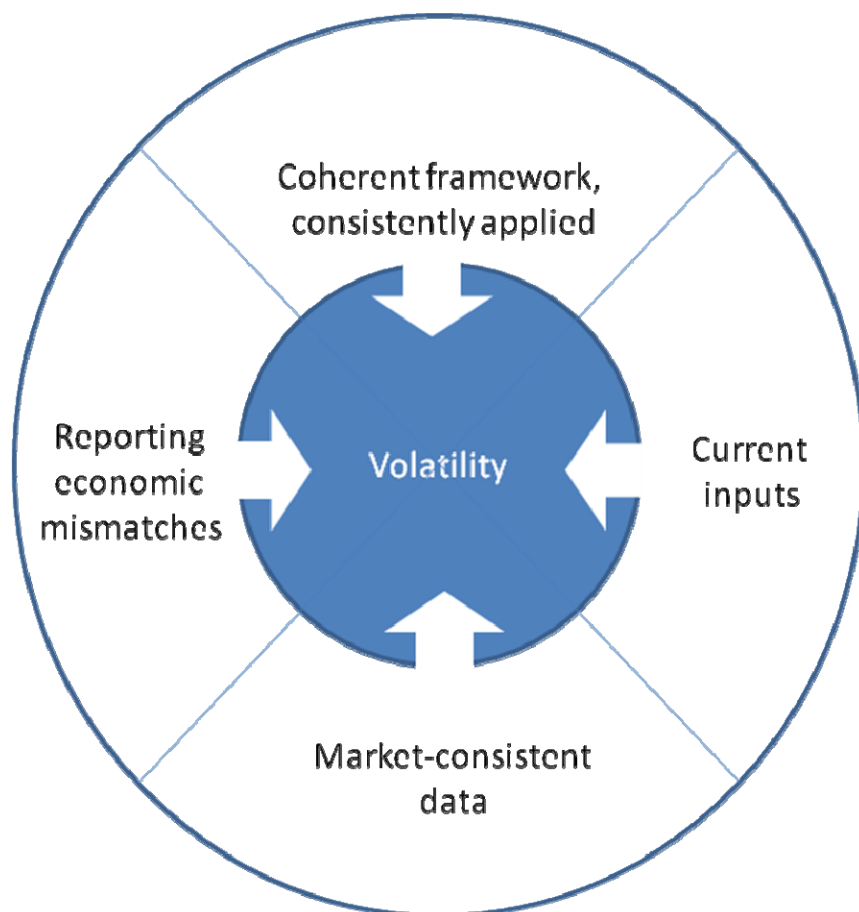 Coherent framework,
consistently applied
Reporting
economic
mismatches
Volatility
Current
inputs
Market-consistent
data